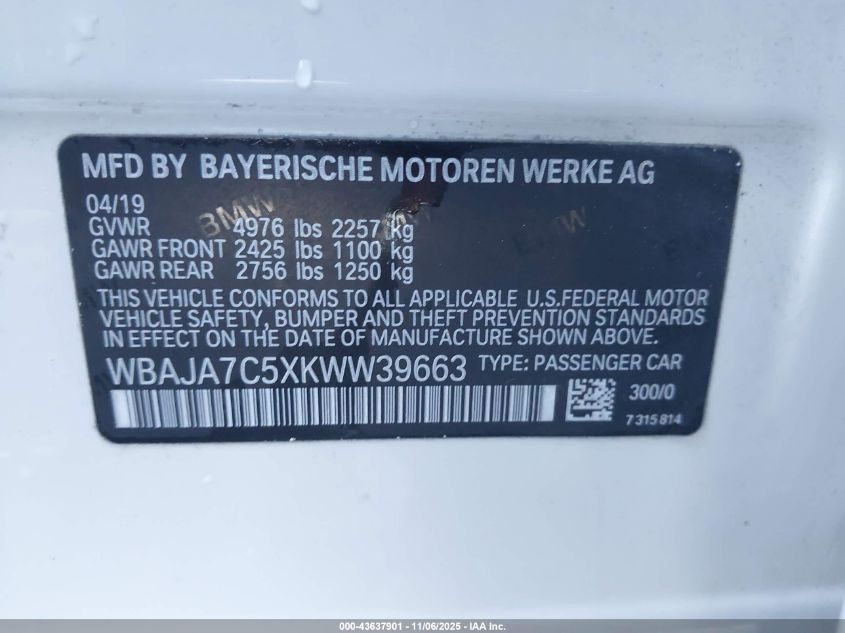 MFD BY BAYERISCHE MOTOREN WERKE AG
04/19
GVWR 4976 lbs 2257 kg
GAWR FRONT 2425 lbs 1100 kg
GAWR REAR 2756 lbs 1250 kg
BMW BMW BMW
THIS VEHICLE CONFORMS TO ALL APPLICABLE U.S.FEDERAL MOTOR
VEHICLE SAFETY, BUMPER AND THEFT PREVENTION STANDARDS
IN EFFECT ON THE DATE OF MANUFACTURE SHOWN ABOVE.
WBAJA7C5XKWW39663 TYPE: PASSENGER CAR
300/0
7 315 814
000-43637901 - 11/06/2025 - IAA Inc.